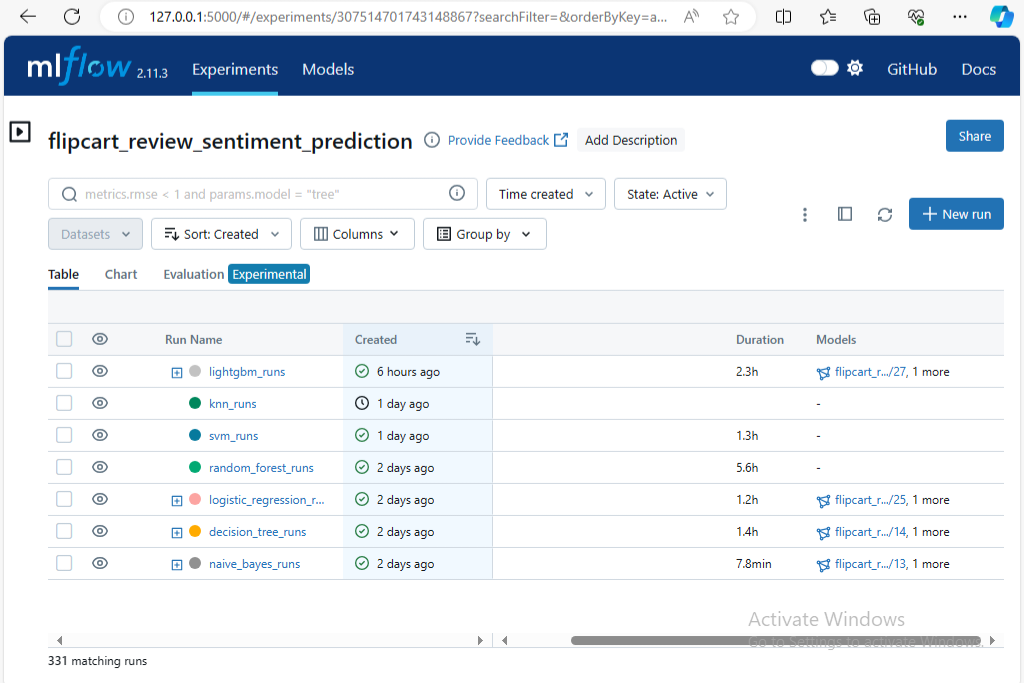 127.0.0.1:5000/#/experiments/307514701743148867?searchFilter=&orderByKey=a...
mlflow 2.11.3 Experiments Models GitHub Docs
flipcart_review_sentiment_prediction Provide Feedback Add Description Share
metrics.rmse < 1 and params.model = "tree" Time created State: Active
New run
Datasets Sort: Created Columns Group by
Table Chart Evaluation Experimental
Run Name Created Duration Models
lightgbm_runs 6 hours ago 2.3h flipcart_r.../27, 1 more
knn_runs 1 day ago -
svm_runs 1 day ago 1.3h -
random_forest_runs 2 days ago 5.6h -
logistic_regression_r... 2 days ago 1.2h flipcart_r.../25, 1 more
decision_tree_runs 2 days ago 1.4h flipcart_r.../14, 1 more
naive_bayes_runs 2 days ago 7.8min flipcart_r.../13, 1 more
Activate Windows
Go to Settings to activate Windows.
331 matching runs